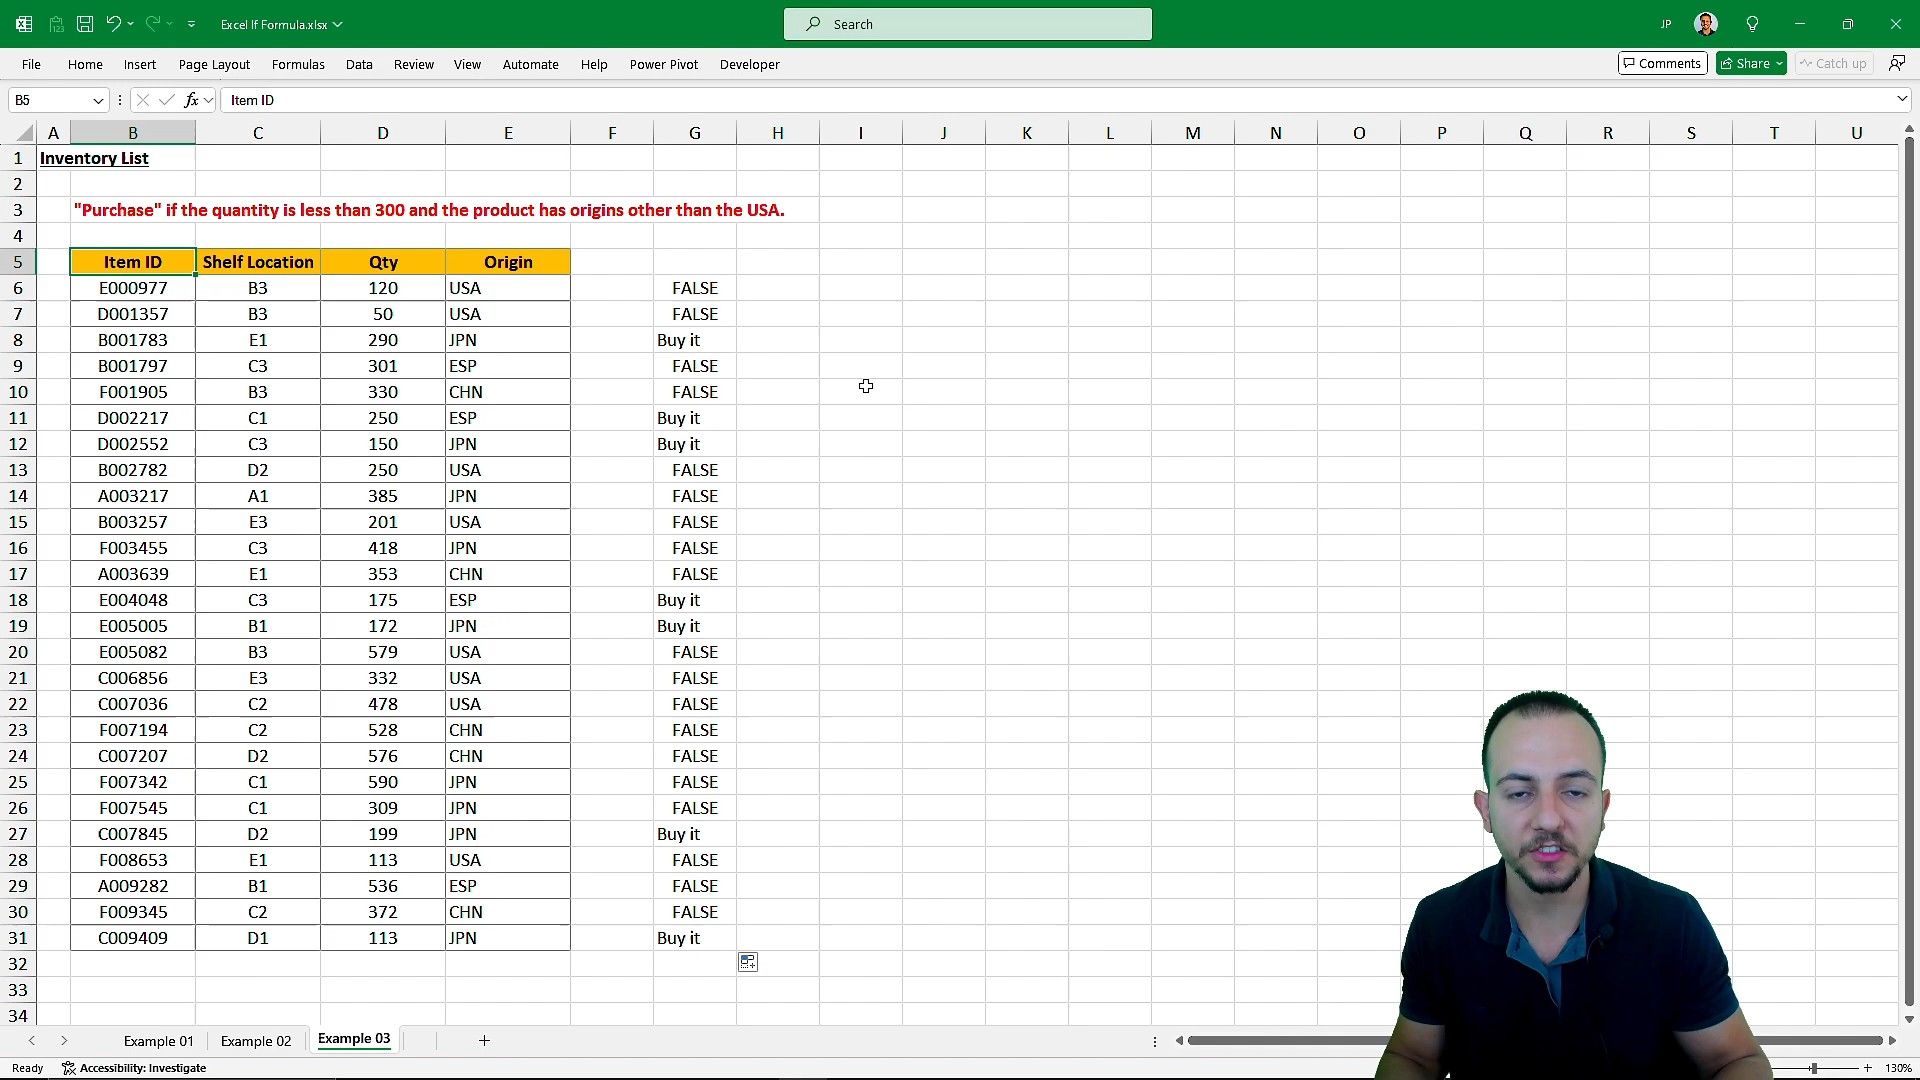 Excel If Formula.xlsx
Search
JP
File Home Insert Page Layout Formulas Data Review View Automate Help Power Pivot Developer
Comments Share Catch up
B5 fx Item ID
A B C D E F G H I J K L M N O P Q R S T U
1 Inventory List
2
3 "Purchase" if the quantity is less than 300 and the product has origins other than the USA.
4
5 Item ID Shelf Location Qty Origin
6 E000977 B3 120 USA FALSE
7 D001357 B3 50 USA FALSE
8 B001783 E1 290 JPN Buy it
9 B001797 C3 301 ESP FALSE
10 F001905 B3 330 CHN FALSE
11 D002217 C1 250 ESP Buy it
12 D002552 C3 150 JPN Buy it
13 B002782 D2 250 USA FALSE
14 A003217 A1 385 JPN FALSE
15 B003257 E3 201 USA FALSE
16 F003455 C3 418 JPN FALSE
17 A003639 E1 353 CHN FALSE
18 E004048 C3 175 ESP Buy it
19 E005005 B1 172 JPN Buy it
20 E005082 B3 579 USA FALSE
21 C006856 E3 332 USA FALSE
22 C007036 C2 478 USA FALSE
23 F007194 C2 528 CHN FALSE
24 C007207 D2 576 CHN FALSE
25 F007342 C1 590 JPN FALSE
26 F007545 C1 309 JPN FALSE
27 C007845 D2 199 JPN Buy it
28 F008653 E1 113 USA FALSE
29 A009282 B1 536 ESP FALSE
30 F009345 C2 372 CHN FALSE
31 C009409 D1 113 JPN Buy it
32
33
34
Example 01 Example 02 Example 03
Ready Accessibility: Investigate 130%